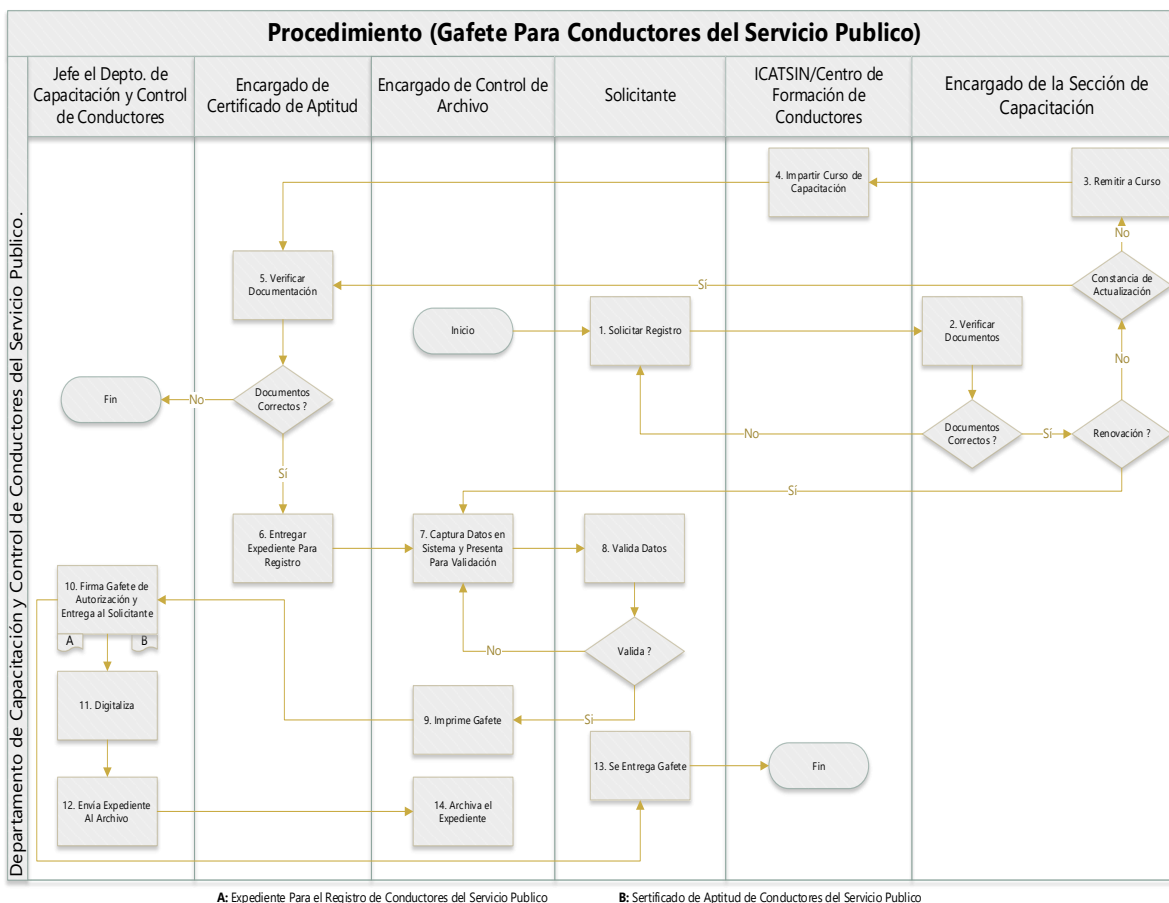 Procedimiento (Gafete Para Conductores del Servicio Publico)
Departamento de Capacitación y Control de Conductores del Servicio Publico.
Jefe el Depto. de
Capacitación y Control
de Conductores
Encargado de
Certificado de Aptitud
Encargado de Control de
Archivo
Solicitante
ICATSIN/Centro de
Formación de
Conductores
Encargado de la Sección de
Capacitación
4. Impartir Curso de
Capacitación
3. Remitir a Curso
No
5. Verificar
Documentación
Constancia de
Actualización
Sí
Inicio
1. Solicitar Registro
2. Verificar
Documentos
No
Fin
No
Documentos
Correctos ?
No
Documentos
Correctos ?
Sí
Renovación ?
Sí
Sí
6. Entregar
Expediente Para
Registro
7. Captura Datos en
Sistema y Presenta
Para Validación
8. Valida Datos
10. Firma Gafete de
Autorización y
Entrega al Solicitante
A
B
No
Valida ?
11. Digitaliza
9. Imprime Gafete
Si
13. Se Entrega Gafete
Fin
12. Envía Expediente
Al Archivo
14. Archiva el
Expediente
A: Expediente Para el Registro de Conductores del Servicio Publico
B: Sertificado de Aptitud de Conductores del Servicio Publico